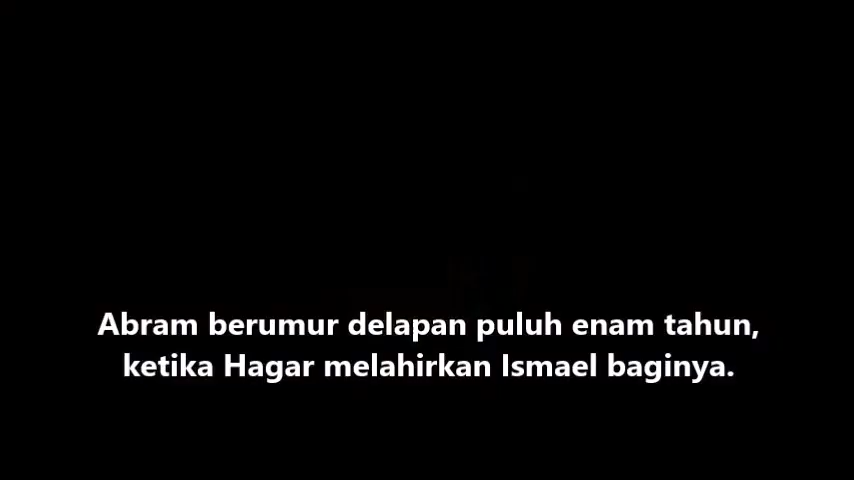 Abram berumur delapan puluh enam tahun,
ketika Hagar melahirkan Ismael baginya.